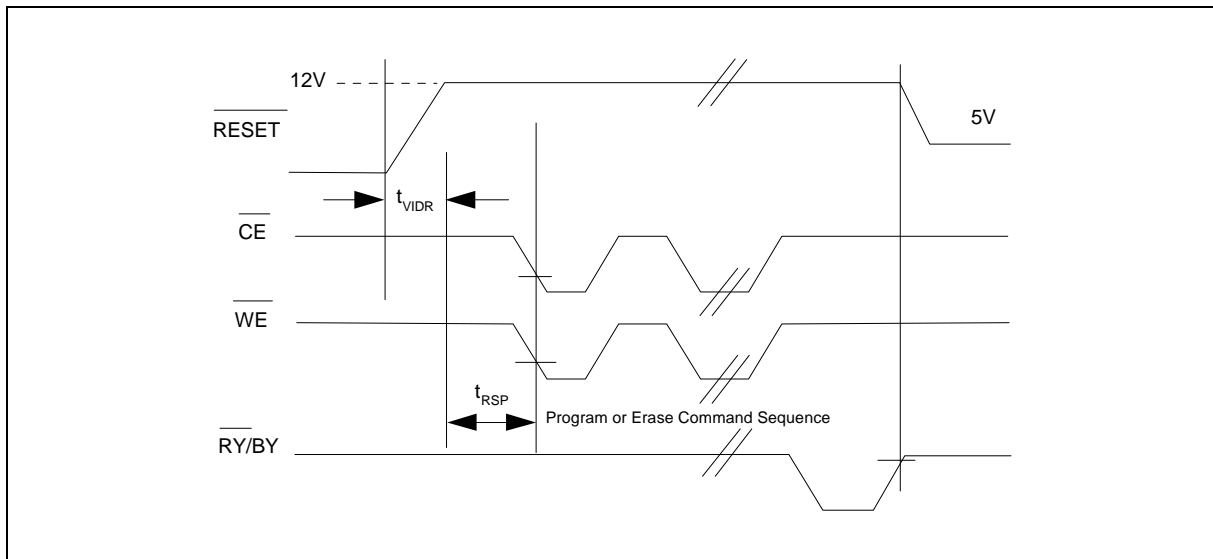 12V
RESET
5V
tVIDR
CE
WE
tRSP
Program or Erase Command Sequence
RY/BY